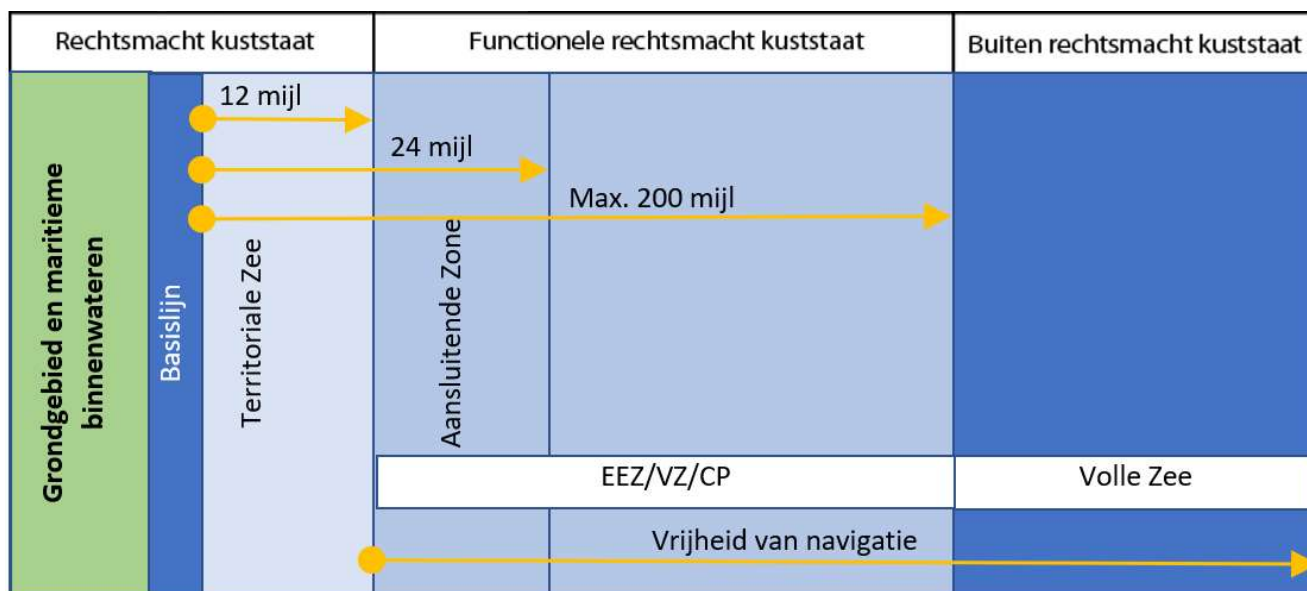 Rechtsmacht kuststaat
Functionele rechtsmacht kuststaat
Buiten rechtsmacht kuststaat
12 mijl
24 mijl
Max. 200 mijl
Grondgebied en maritieme
binnenwateren
Basislijn
Territoriale Zee
Aansluitende Zone
EEZ/VZ/CP
Volle Zee
Vrijheid van navigatie